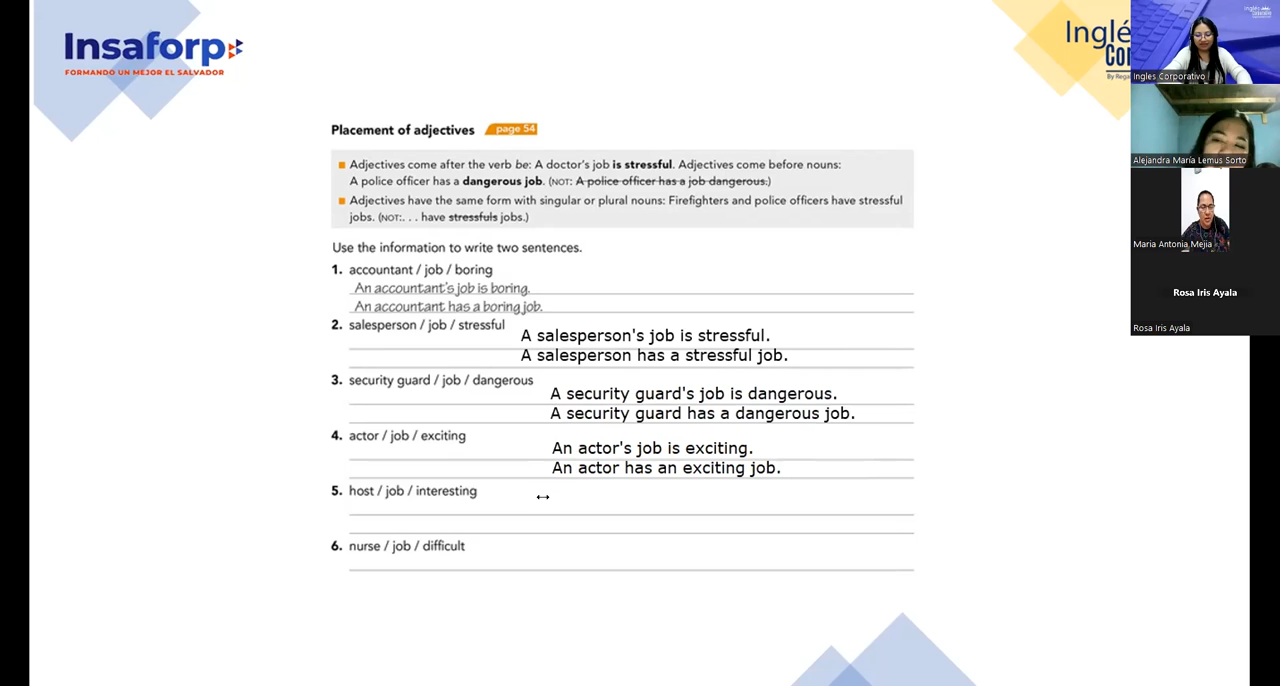 Insaforp
FORMANDO UN MEJOR EL SALVADOR
Inglé
Co
By Rega
Placement of adjectives page 54
Adjectives come after the verb be: A doctor's job is stressful. Adjectives come before nouns:
A police officer has a dangerous job. (NOT: A police officer has a job dangerous.)
Adjectives have the same form with singular or plural nouns: Firefighters and police officers have stressful
jobs. (NOT:. . . have stressfuls jobs.)
Use the information to write two sentences.
1. accountant / job / boring
An accountant's job is boring.
An accountant has a boring job.
2. salesperson / job / stressful
A salesperson's job is stressful.
A salesperson has a stressful job.
3. security guard / job / dangerous
A security guard's job is dangerous.
A security guard has a dangerous job.
4. actor / job / exciting
An actor's job is exciting.
An actor has an exciting job.
5. host / job / interesting
6. nurse / job / difficult
Ingles Corporativo
Alejandra María Lemus Sorto
Maria Antonia Mejia
Rosa Iris Ayala
Rosa Iris Ayala